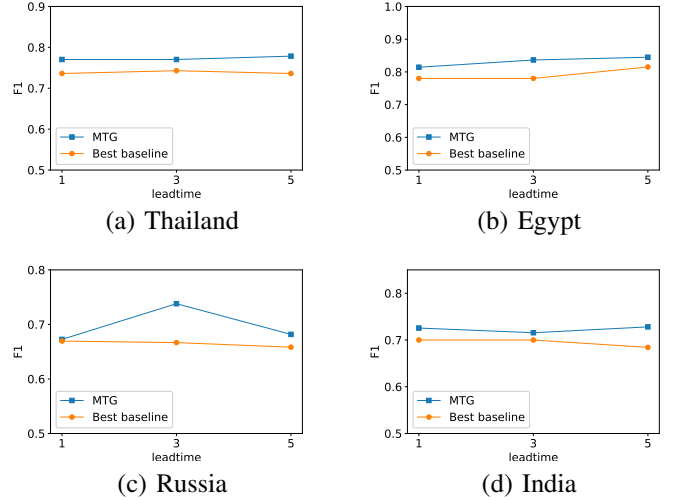 0.9
0.8
0.7
0.6
0.5
F1
MTG
Best baseline
1 3 5
leadtime
(a) Thailand
1.0
0.9
0.8
0.7
0.6
0.5
F1
MTG
Best baseline
1 3 5
leadtime
(b) Egypt
0.8
0.7
0.6
0.5
F1
MTG
Best baseline
1 3 5
leadtime
(c) Russia
0.8
0.7
0.6
0.5
F1
MTG
Best baseline
1 3 5
leadtime
(d) India